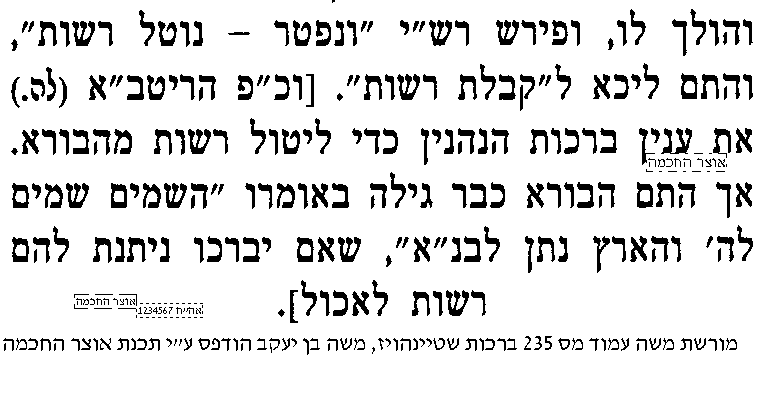 והולך לו, ופירש רש"י "ונפטר – נוטל רשות",
והתם ליכא ל"קבלת רשות". [וכ"פ הריטב"א (לס.)
את ענין ברכות הנהנין כדי ליטול רשות מהבורא.
אוצר החכמה
אך התם הבורא כבר גילה באומרו "השמים שמים
לה' והארץ נתן לבנ"א", שאם יברכו ניתנת להם
רשות לאכול].
אוצר החכמה
אח"ח 1234567
מורשת משה עמוד מס 235 ברכות שטיינהויז, משה בן יעקב הודפס ע"י תכנת אוצר החכמה